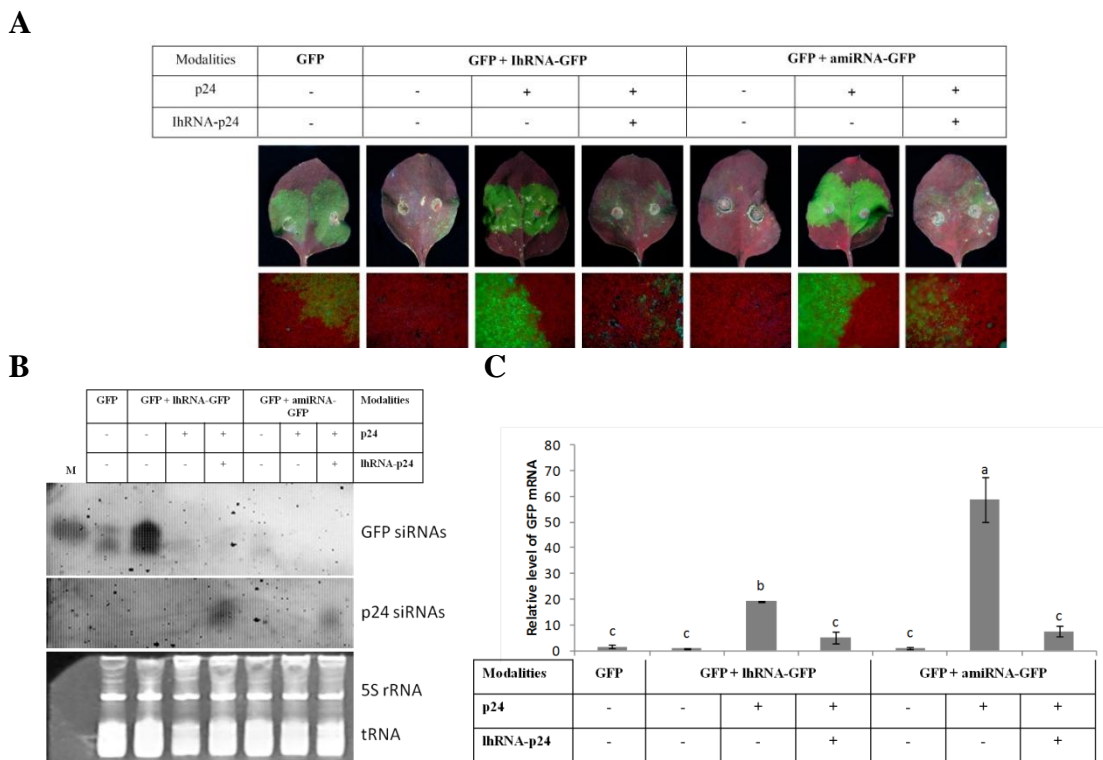 A
Modalities GFP GFP + IhRNA-GFP GFP + amiRNA-GFP
p24 - - + + - + +
IhRNA-p24 - - - + - - +
B
GFP GFP + lhRNA-GFP GFP + amiRNA- Modalities
GFP
- - + + - + + p24
M - - - + - - + lhRNA-p24
GFP siRNAs
p24 siRNAs
5S rRNA
tRNA
C
Relative level of GFP mRNA
80
70
60
50
40
30
20
10
0
c c b c c a c
Modalities GFP GFP + lhRNA-GFP GFP + amiRNA-GFP
p24 - - + + - + +
lhRNA-p24 - - - + - - +